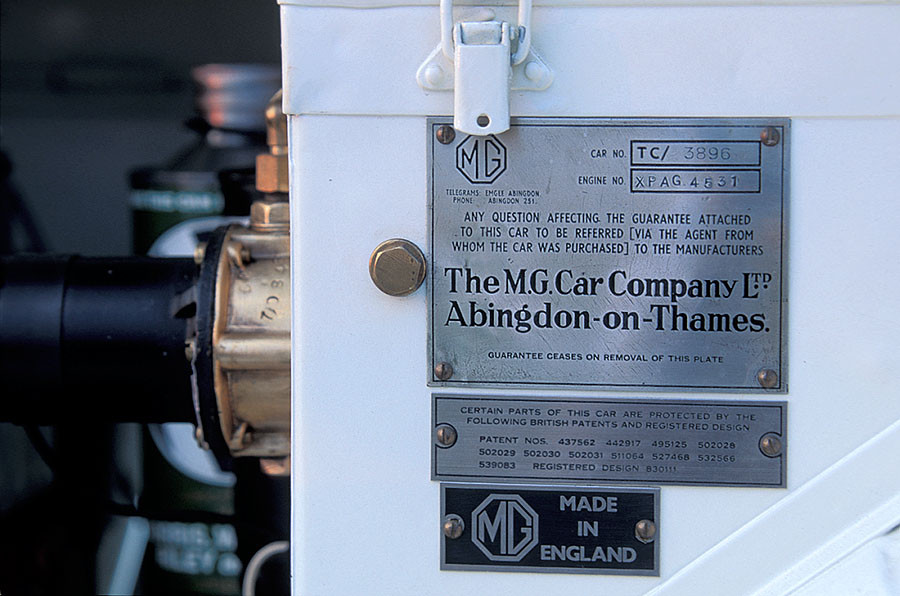 MG
TELEGRAMS: EMGEE ABINGDON.
PHONE ABINGDON 251.
CAR NO. TC/ 3896
ENGINE NO. XPAG 4531
ANY QUESTION AFFECTING THE GUARANTEE ATTACHED
TO THIS CAR TO BE REFERRED [VIA THE AGENT FROM
WHOM THE CAR WAS PURCHASED] TO THE MANUFACTURERS
The M.G. Car Company LTD.
Abingdon-on-Thames.
GUARANTEE CEASES ON REMOVAL OF THIS PLATE
CERTAIN PARTS OF THIS CAR ARE PROTECTED BY THE
FOLLOWING BRITISH PATENTS AND REGISTERED DESIGN
PATENT NOS. 437562 442917 495125 502028
502029 502030 502031 511064 527468 532566
539083 REGISTERED DESIGN 830111
MG
MADE
IN
ENGLAND